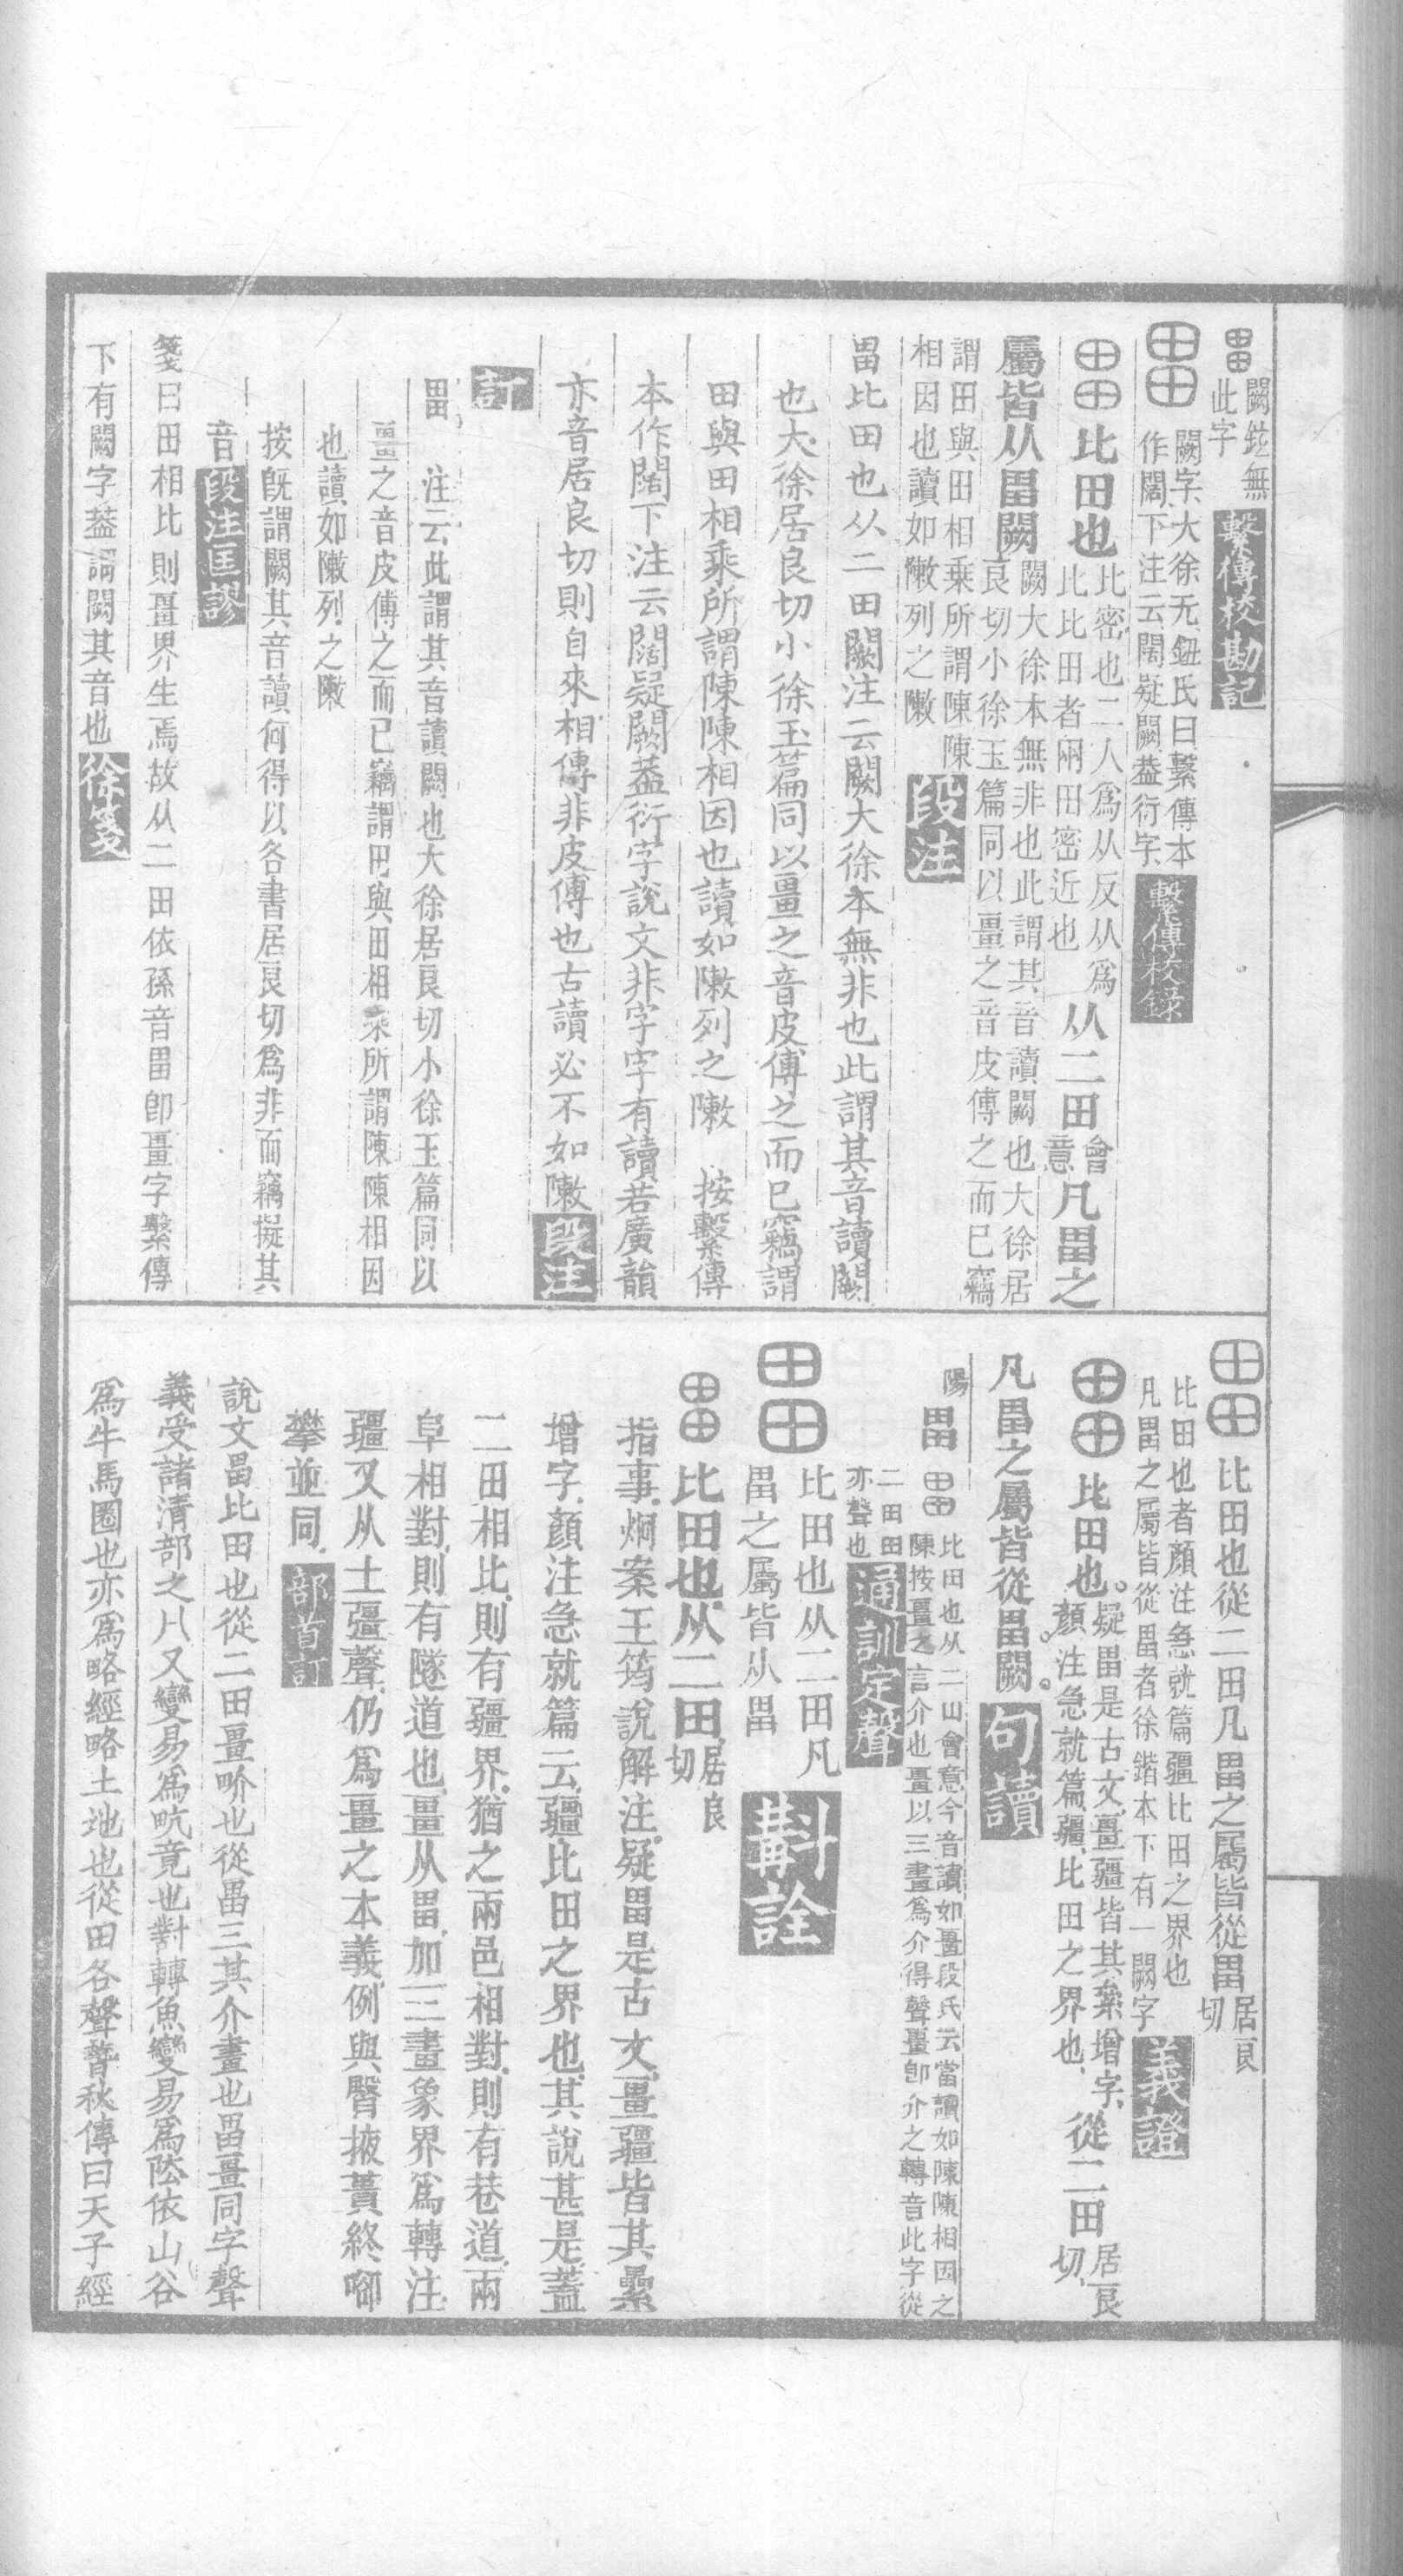 畕 闕鈙無
此字 繫傳校勘記
畕 闕字大徐无鈕氏曰繫傳本
作闊下注云闊疑闕葢衍字 繫傳校錄
畕 比田也 比密也二人爲从反从爲
比比田者兩田密近也 从二田 會
意 凡畕之
屬皆从畕闕 闕大徐本無非也此謂其音讀闕也大徐居
良切小徐玉篇同以畺之音皮傅之而已竊
謂田與田相乗所謂陳陳
相因也讀如陳敶列之敶 段注
畕比田也从二田闕注云闕大徐本無非也此謂其音讀闕
也大徐居良切小徐玉篇同以畺之音皮傅之而已竊謂
田與田相乘所謂陳陳相因也讀如敶列之敶 按繫傳
本作闊下注云闊疑闕葢衍字說文非字字有讀若廣韻
亦音居良切則自來相傳非皮傅也古讀必不如敶 段注
訂
畕 注云此謂其音讀闕也大徐居良切小徐玉篇同以
畺之音皮傅之而已竊謂田與田相乘所謂陳陳相因
也讀如敶列之敶
按旣謂闕其音讀何得以各書居良切爲非而竊擬其
音 段注匡謬
箋曰田相比則畺界生焉故从二田依孫音畕卽畺字繫傳
下有闕字葢謂闕其音也 徐箋
畕 比田也從二田凡畕之屬皆從畕 居良
切
比田也者顏注急就篇疆比田之界也
凡畕之屬皆從畕者徐鍇本下有一闕字 義證
畕 比田也。 疑畕是古文畺疆皆其絫增字、
顏注急就篇疆、比田之界也、 從二田 居良
切、
凡畕之屬皆從畕闕。 句讀
陽 畕 畕 比田也从二田會意今音讀如畺段氏云當讀如陳陳相因之
陳按畺之言介也畺以三畫爲介得聲畺卽介之轉音此字從
二田田
亦聲也 通訓定聲
畕 比田也从二田凡
畕之屬皆从畕 斠詮
畕 比田也从二田 居良
切
指事烱案王筠說解注疑畕是古文畺疆皆其纍
增字顏注急就篇云疆比田之界也其說甚是葢
二田相比則有疆界猶之兩邑相對則有巷道兩
阜相對則有隧道也畺从畕加三畫象界爲轉注
疆又从土彊聲仍爲畺之本義例與臂掖蕢終啣
攀並同 部首訂
說文畕比田也從二田畺畍也從畕三其介畫也畕畺同字聲
義受諸清部之爿又變易爲畂竟也對轉魚變易爲阹依山谷
爲牛馬圈也亦爲略經略土地也從田各聲春秋傳曰天子經